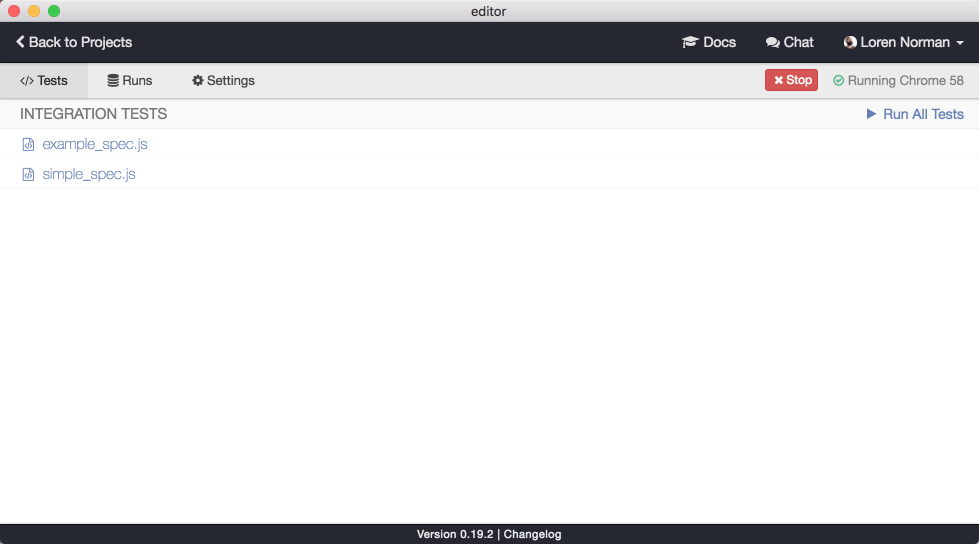 editor
Back to Projects Docs Chat Loren Norman
</> Tests Runs Settings Stop Running Chrome 58
INTEGRATION TESTS Run All Tests
example_spec.js
simple_spec.js
Version 0.19.2 | Changelog